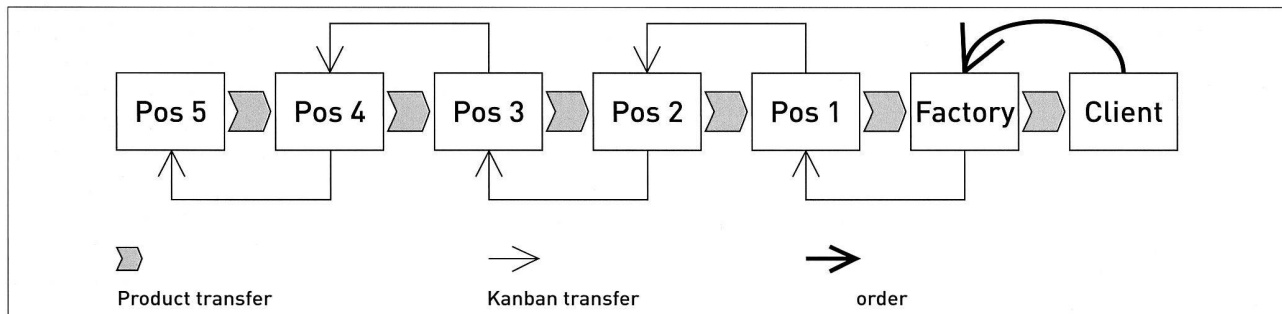 Pos 5 Pos 4 Pos 3 Pos 2 Pos 1 Factory Client
Product transfer Kanban transfer order